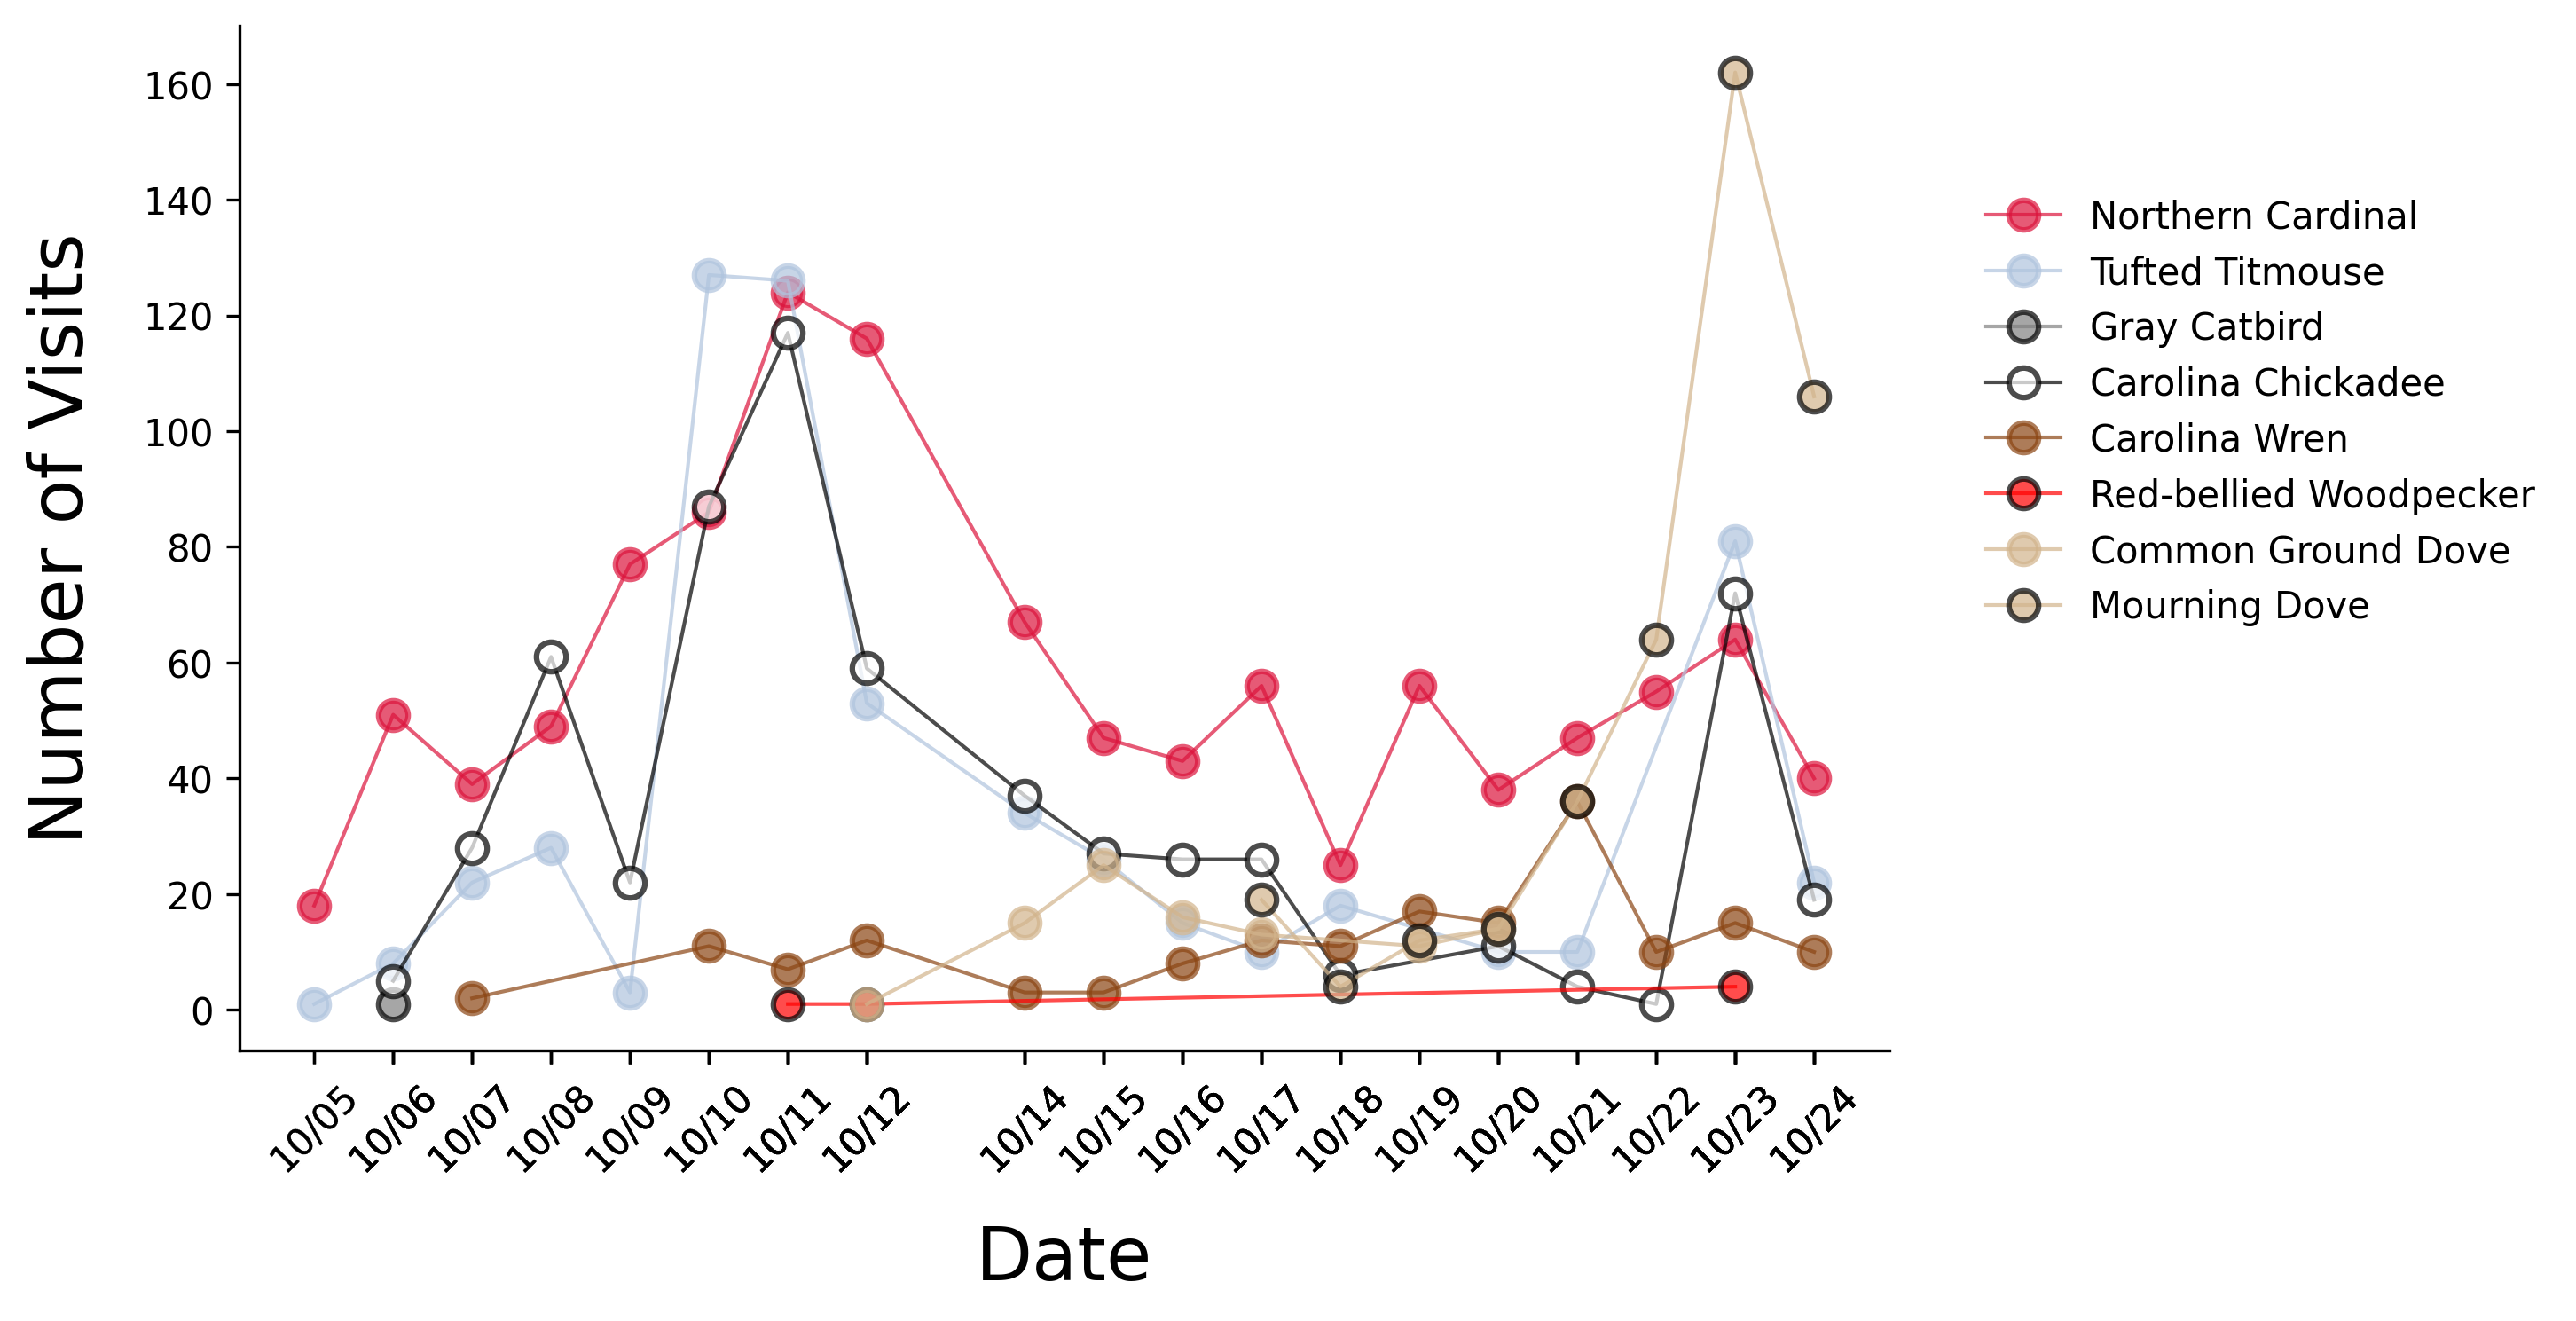 Number of Visits
160
140
120
100
80
60
40
20
0
10/05
10/06
10/07
10/08
10/09
10/10
10/11
10/12
10/14
10/15
10/16
10/17
10/18
10/19
10/20
10/21
10/22
10/23
10/24
Date
Northern Cardinal
Tufted Titmouse
Gray Catbird
Carolina Chickadee
Carolina Wren
Red-bellied Woodpecker
Common Ground Dove
Mourning Dove